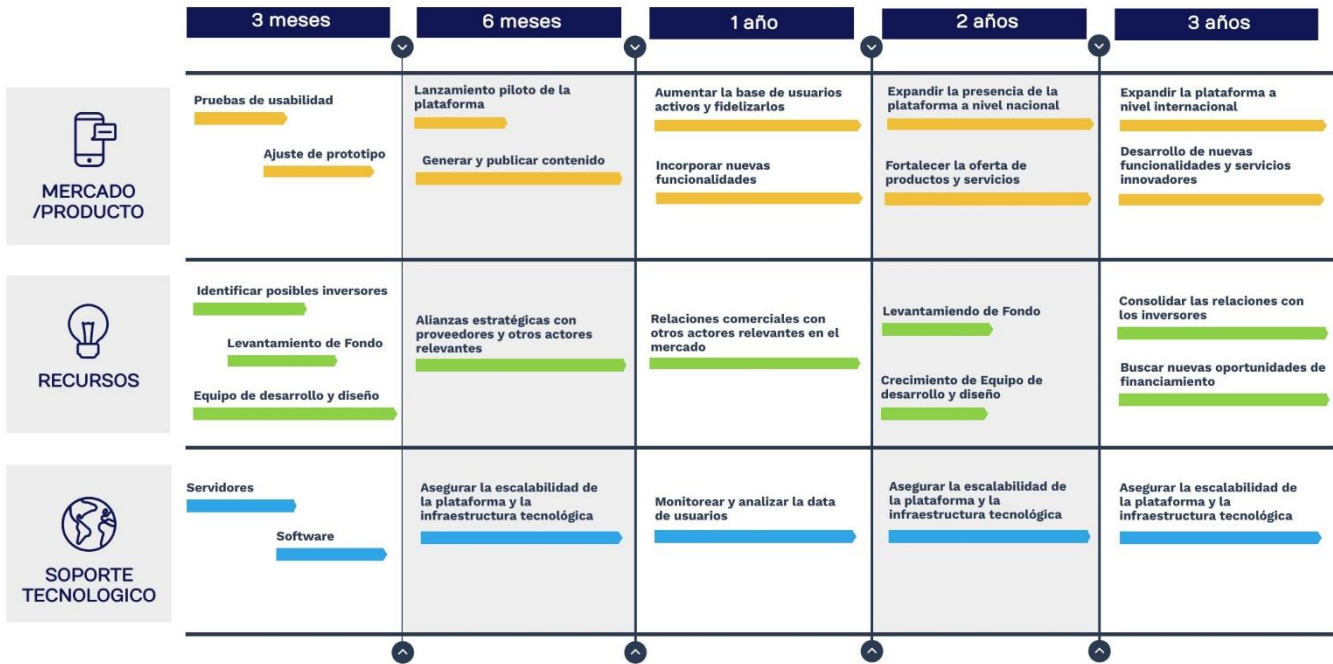 3 meses
6 meses
1 año
2 años
3 años
MERCADO
/PRODUCTO
Pruebas de usabilidad
Ajuste de prototipo
Lanzamiento piloto de la
plataforma
Generar y publicar contenido
Aumentar la base de usuarios
activos y fidelizarlos
Incorporar nuevas
funcionalidades
Expandir la presencia de la
plataforma a nivel nacional
Fortalecer la oferta de
productos y servicios
Expandir la plataforma a
nivel internacional
Desarrollo de nuevas
funcionalidades y servicios
innovadores
RECURSOS
Identificar posibles inversores
Levantamiento de Fondo
Equipo de desarrollo y diseño
Alianzas estratégicas con
proveedores y otros actores
relevantes
Relaciones comerciales con
otros actores relevantes en el
mercado
Levantamiendo de Fondo
Crecimiento de Equipo de
desarrollo y diseño
Consolidar las relaciones con
los inversores
Buscar nuevas oportunidades de
financiamiento
SOPORTE
TECNOLOGICO
Servidores
Software
Asegurar la escalabilidad de
la plataforma y la
infraestructura tecnológica
Monitorear y analizar la data
de usuarios
Asegurar la escalabilidad de
la plataforma y la
infraestructura tecnológica
Asegurar la escalabilidad de
la plataforma y la
infraestructura tecnológica